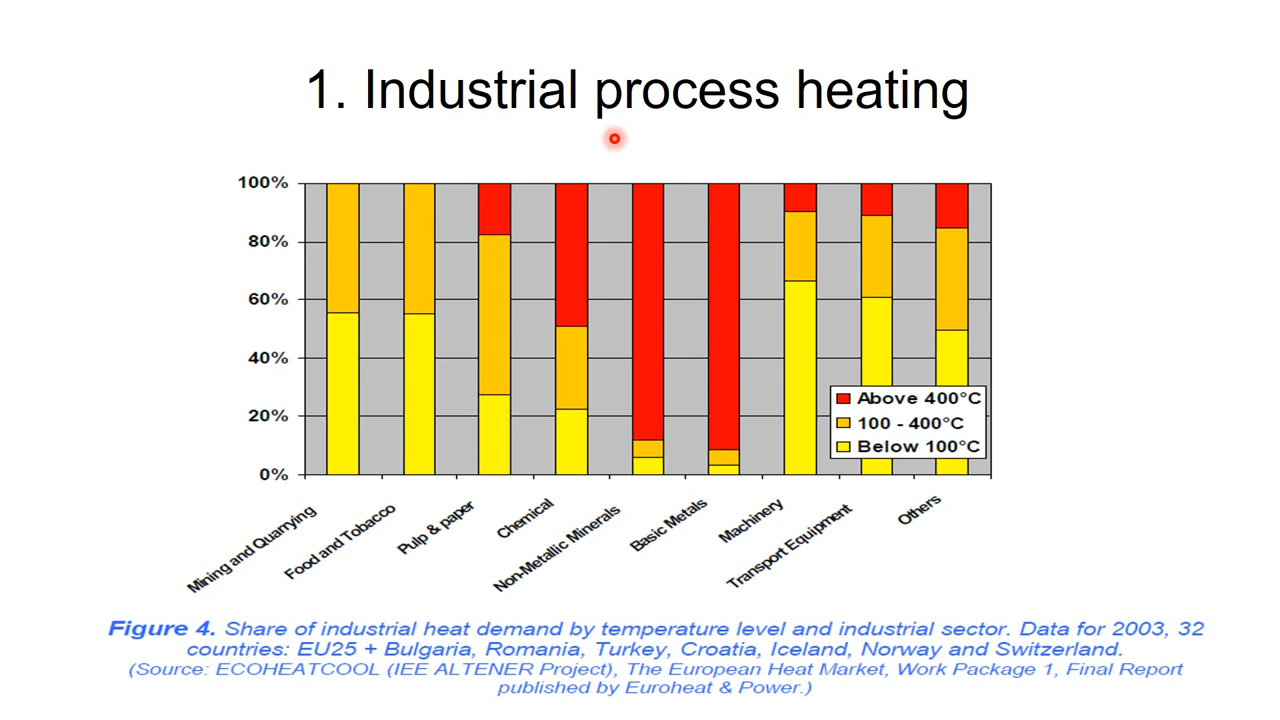 1. Industrial process heating
100%
80%
60%
40%
20%
0%
Above 400°C
100 - 400°C
Below 100°C
Mining and Quarrying
Food and Tobacco
Pulp & paper
Chemical
Non-Metallic Minerals
Basic Metals
Machinery
Transport Equipment
Others
Figure 4. Share of industrial heat demand by temperature level and industrial sector. Data for 2003, 32
countries: EU25 + Bulgaria, Romania, Turkey, Croatia, Iceland, Norway and Switzerland.
(Source: ECOHEATCOOL (IEE ALTENER Project), The European Heat Market, Work Package 1, Final Report
published by Euroheat & Power.)